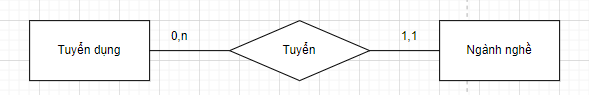 Tuyển dụng
0,n
Tuyển
1,1
Ngành nghề